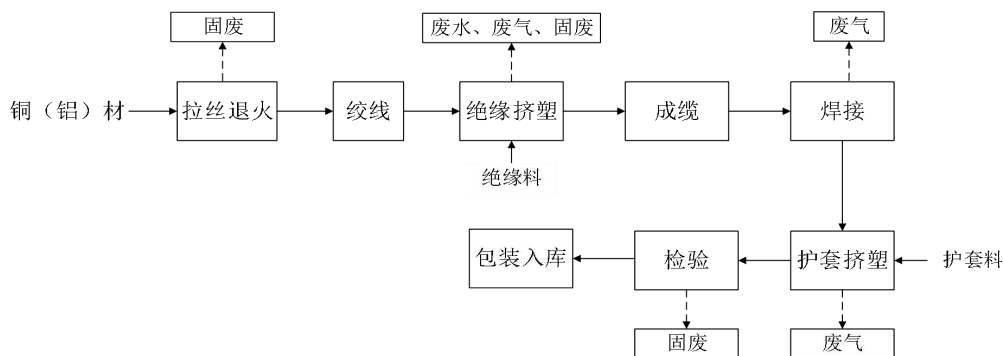 固废
废水、废气、固废
废气
铜（铝）材
拉丝退火
绞线
绝缘挤塑
成缆
焊接
绝缘料
包装入库
检验
护套挤塑
护套料
固废
废气